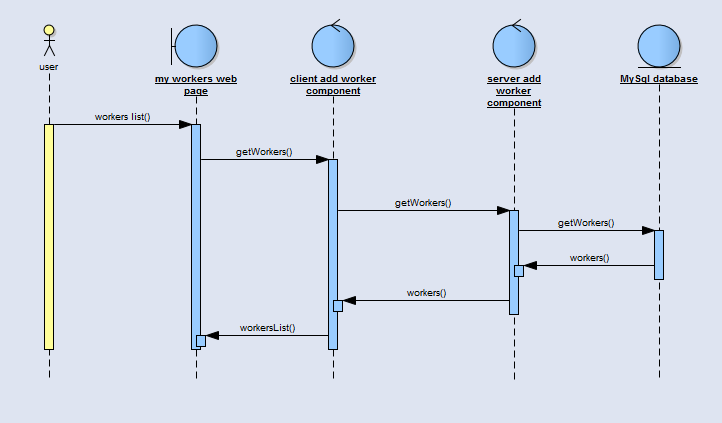 user
my workers web
page
client add worker
component
server add
worker
component
MySql database
workers list()
getWorkers()
getWorkers()
getWorkers()
workers()
workers()
workersList()